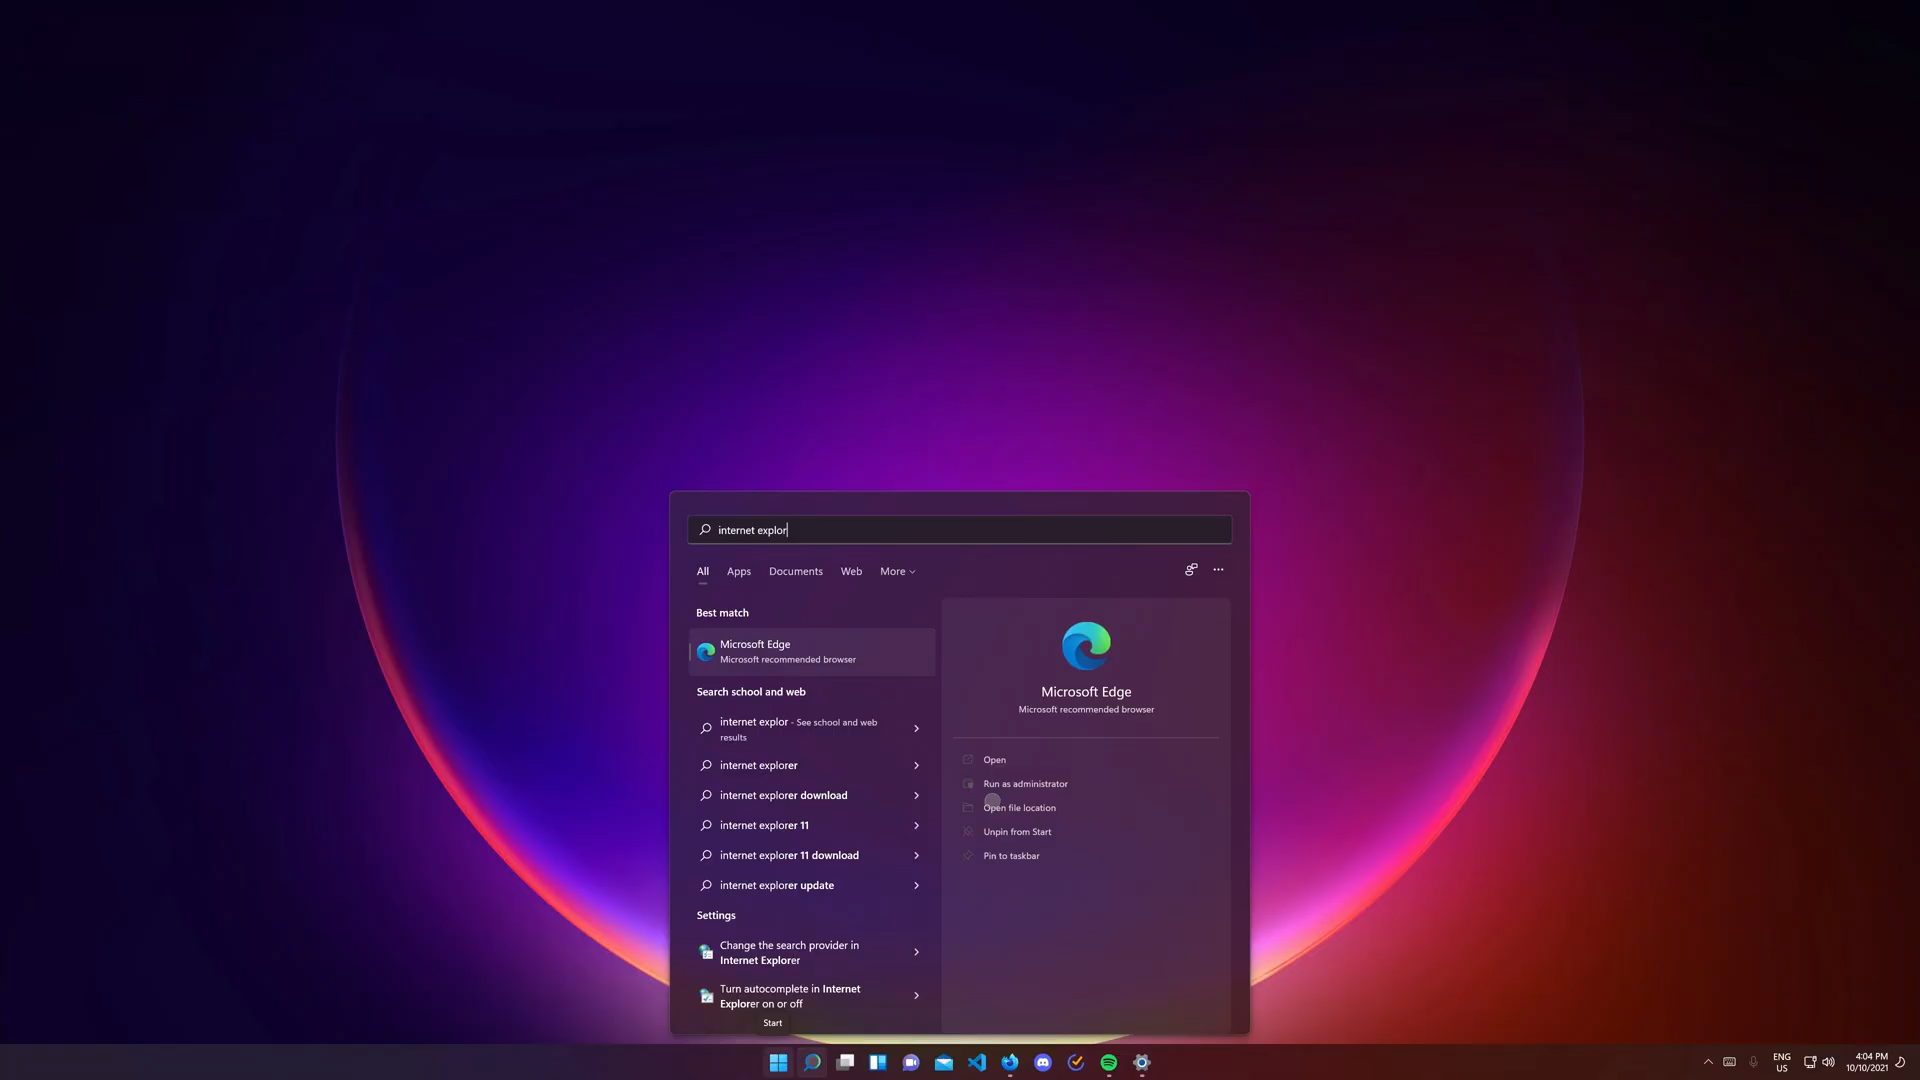 internet explor
All Apps Documents Web More
Best match
Microsoft Edge
Microsoft recommended browser
Search school and web
internet explor - See school and web
results
internet explorer
internet explorer download
internet explorer 11
internet explorer 11 download
internet explorer update
Settings
Change the search provider in
Internet Explorer
Turn autocomplete in Internet
Explorer on or off
Start
Microsoft Edge
Microsoft recommended browser
Open
Run as administrator
Open file location
Unpin from Start
Pin to taskbar
ENG
US
4:04 PM
10/10/2021